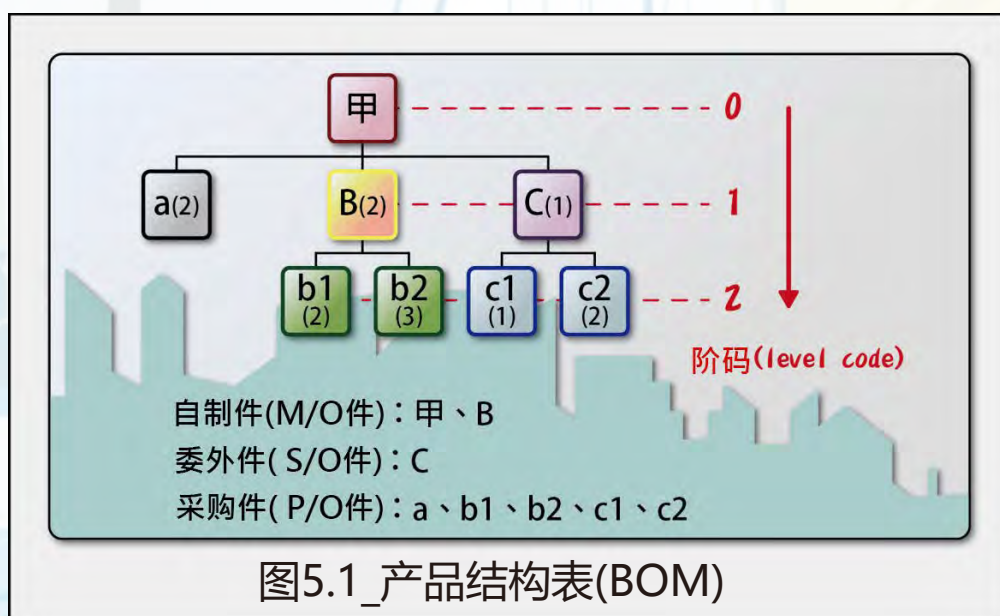 甲
0
a(2)
B(2)
C(1)
1
b1
(2)
b2
(3)
c1
(1)
c2
(2)
2
阶码(level code)
自制件(M/O件)：甲、B
委外件( S/O件)：C
采购件( P/O件)：a、b1、b2、c1、c2
图5.1_产品结构表(BOM)